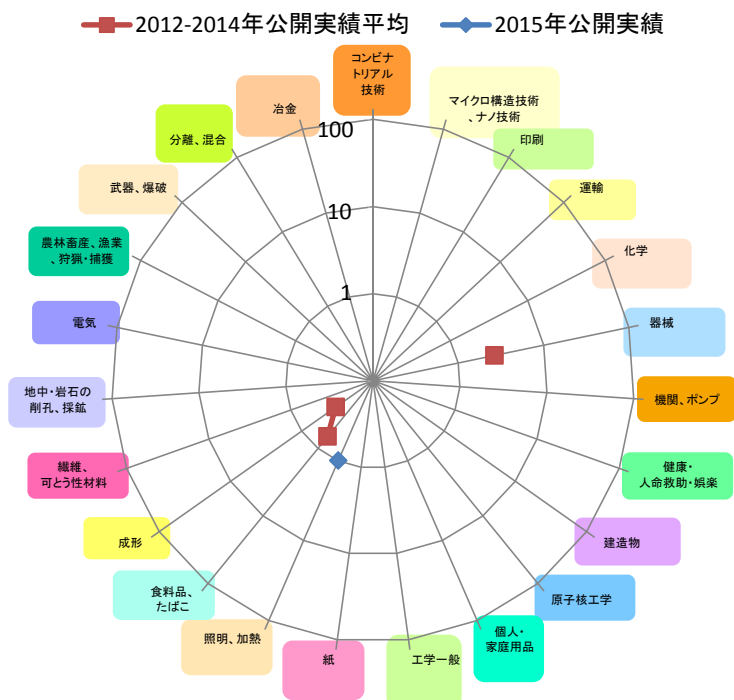 2012-2014年公開実績平均
2015年公開実績
コンビナ
トリアル
技術
マイクロ構造技術
、ナノ技術
印刷
運輸
化学
器械
機関、ポンプ
健康・
人命救助・娯楽
建造物
原子核工学
個人・
家庭用品
工学一般
紙
照明、加熱
食料品、
たばこ
成形
繊維、
可とう性材料
地中・岩石の
削孔、採鉱
電気
農林畜産、漁業
、狩猟・捕獲
武器、爆破
分離、混合
冶金
100
10
1